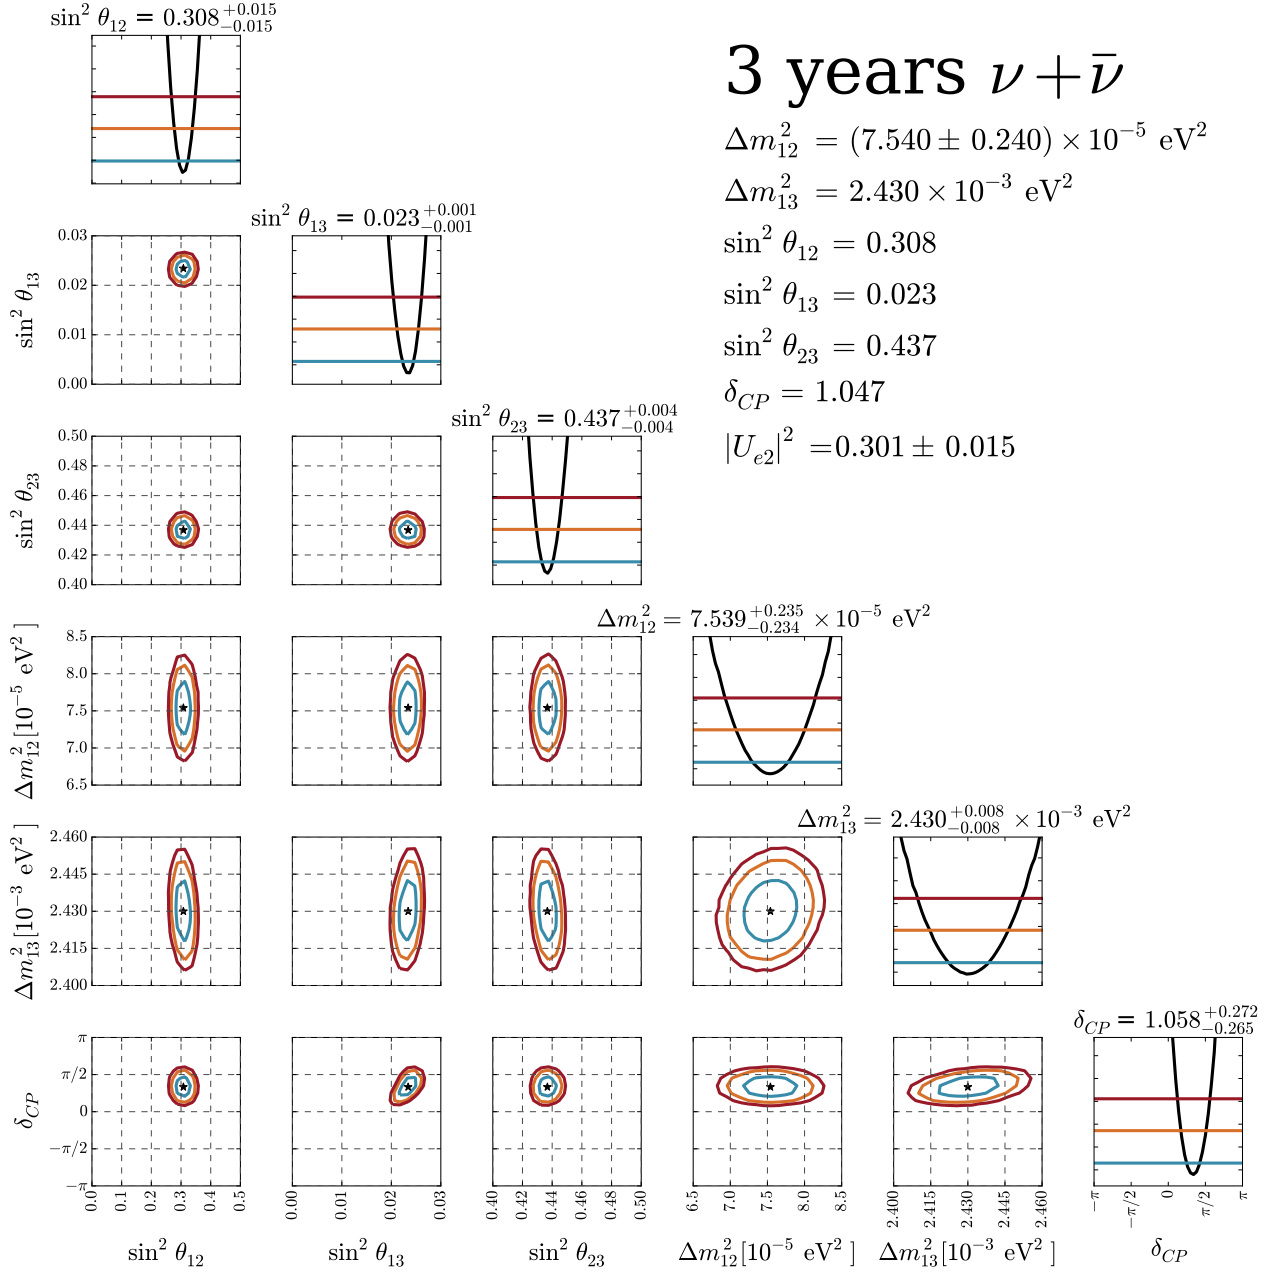 sin² θ₁₂ = 0.308 +0.015 −0.015
3 years ν + ν̄
Δm²₁₂ = (7.540 ± 0.240) × 10⁻⁵ eV²
Δm²₁₃ = 2.430 × 10⁻³ eV²
sin² θ₁₂ = 0.308
sin² θ₁₃ = 0.023
sin² θ₂₃ = 0.437
δ_CP = 1.047
|U_e2|² =0.301 ± 0.015
sin² θ₁₃ = 0.023 +0.001 −0.001
sin² θ₁₃
0.03
0.02
0.01
0.00
sin² θ₂₃ = 0.437 +0.004 −0.004
sin² θ₂₃
0.50
0.48
0.46
0.44
0.42
0.40
Δm²₁₂ = 7.539 +0.235 −0.234 × 10⁻⁵ eV²
Δm²₁₂[10⁻⁵ eV² ]
8.5
8.0
7.5
7.0
6.5
Δm²₁₃ = 2.430 +0.008 −0.008 × 10⁻³ eV²
Δm²₁₃[10⁻³ eV² ]
2.460
2.445
2.430
2.415
2.400
δ_CP = 1.058 +0.272 −0.265
δ_CP
π
π/2
0
−π/2
−π
0.0 0.1 0.2 0.3 0.4 0.5
0.00 0.01 0.02 0.03
0.40 0.42 0.44 0.46 0.48 0.50
6.5 7.0 7.5 8.0 8.5
2.400 2.415 2.430 2.445 2.460
−π −π/2 0 π/2 π
sin² θ₁₂
sin² θ₁₃
sin² θ₂₃
Δm²₁₂[10⁻⁵ eV² ]
Δm²₁₃[10⁻³ eV² ]
δ_CP